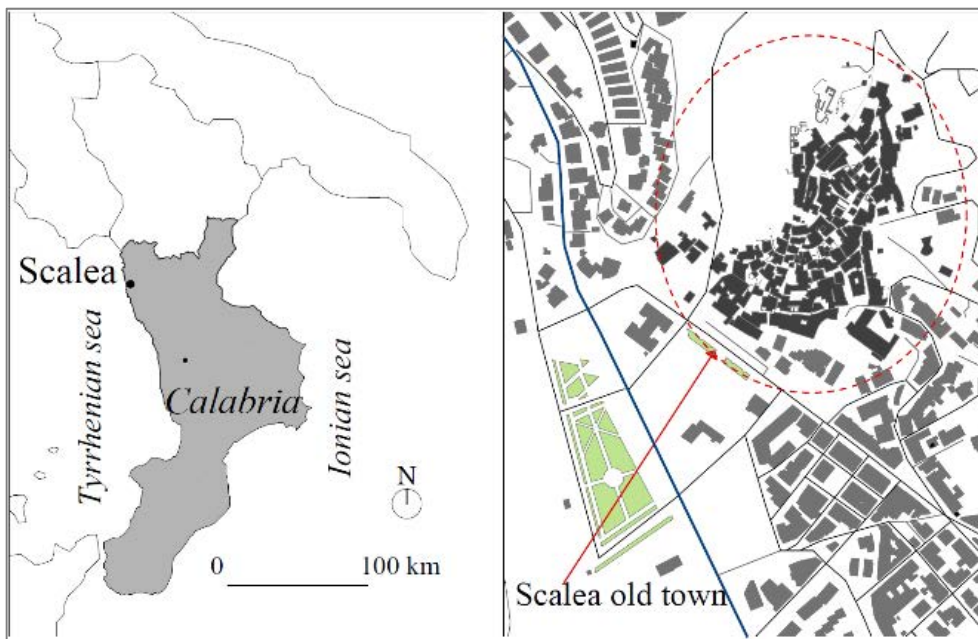 Scalea
Tyrrhenian sea
Calabria
Ionian sea
N
0 100 km
Scalea old town